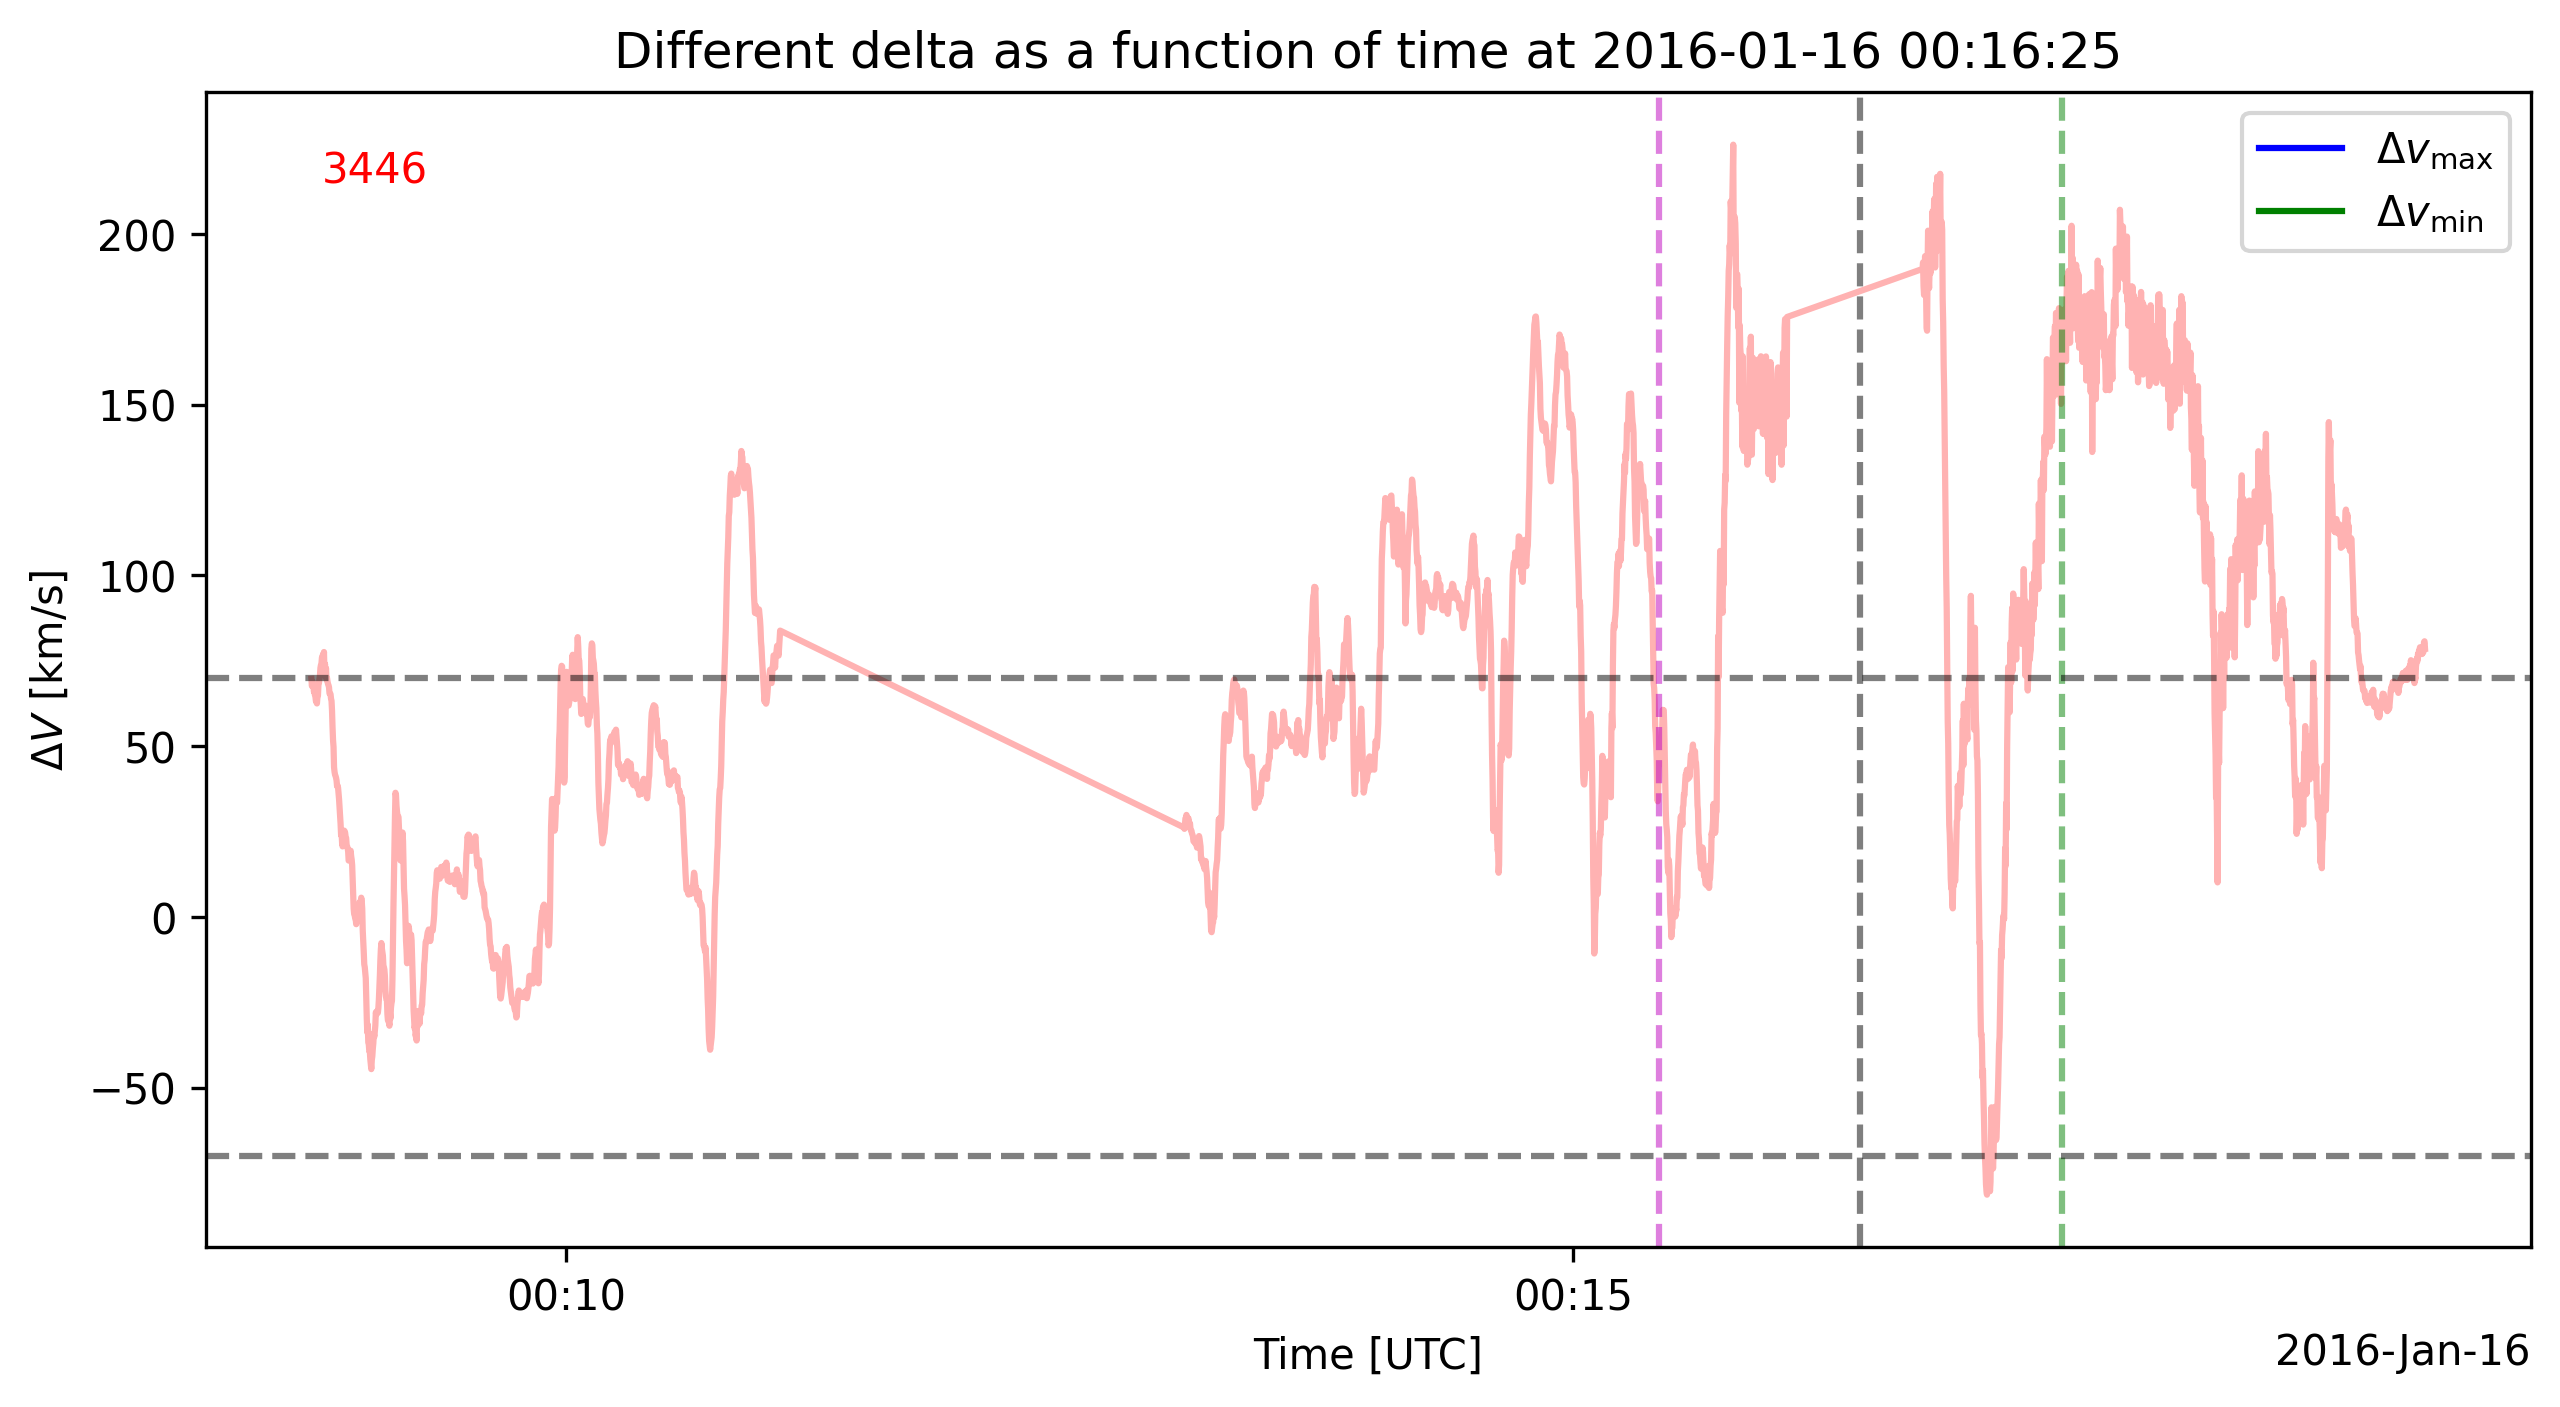 Different delta as a function of time at 2016-01-16 00:16:25
3446
Δv_max
Δv_min
200
150
100
50
0
−50
ΔV [km/s]
00:10 00:15
Time [UTC]
2016-Jan-16